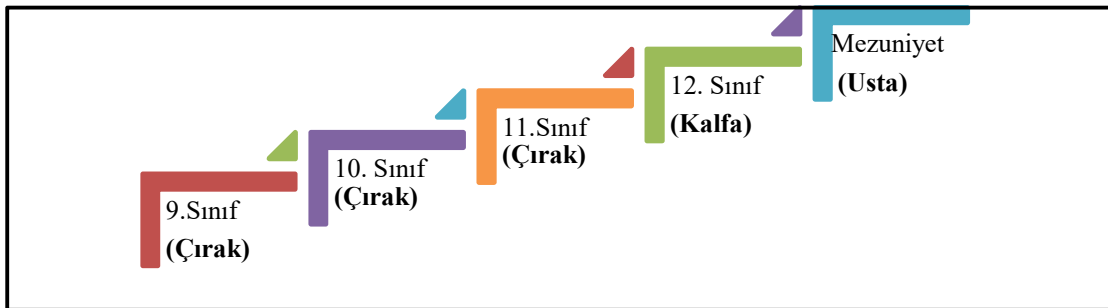 9.Sınıf
(Çırak)
10. Sınıf
(Çırak)
11.Sınıf
(Çırak)
12. Sınıf
(Kalfa)
Mezuniyet
(Usta)